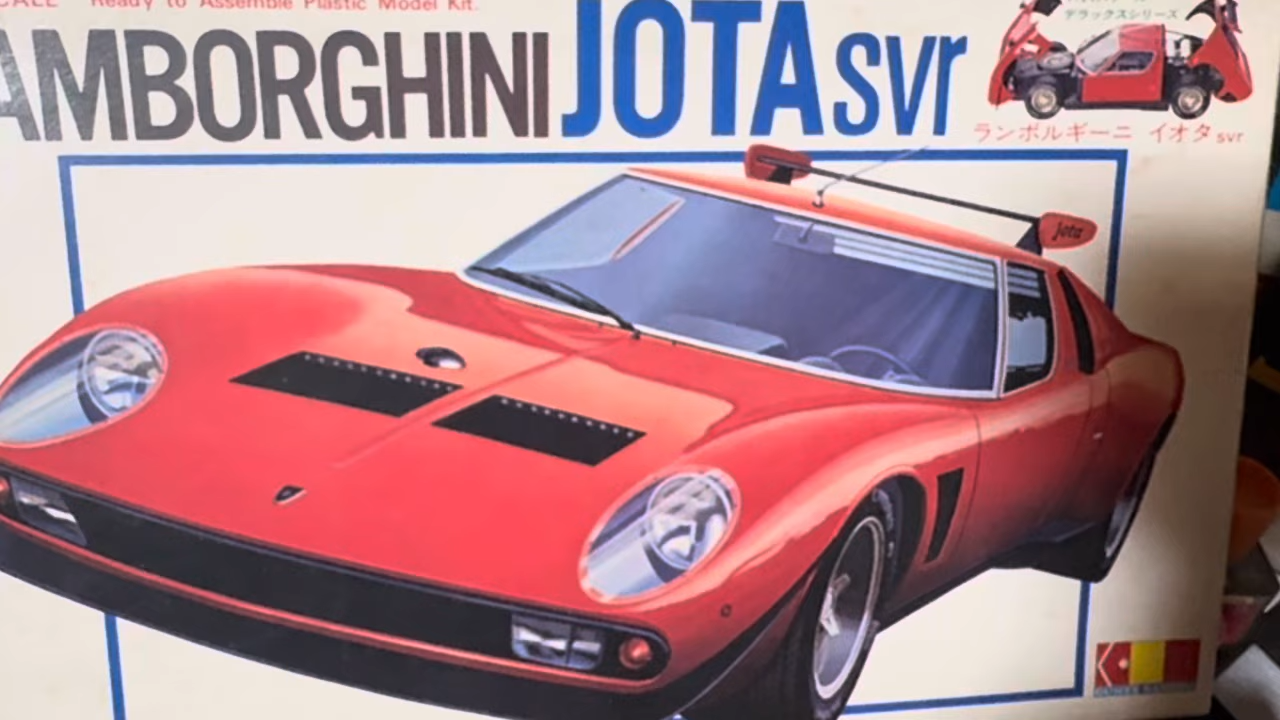 Ready to Assemble Plastic Model Kit.
AMBORGHINI JOTA svr
デラックスシリーズ
ランボルギーニ イオタ svr
jota